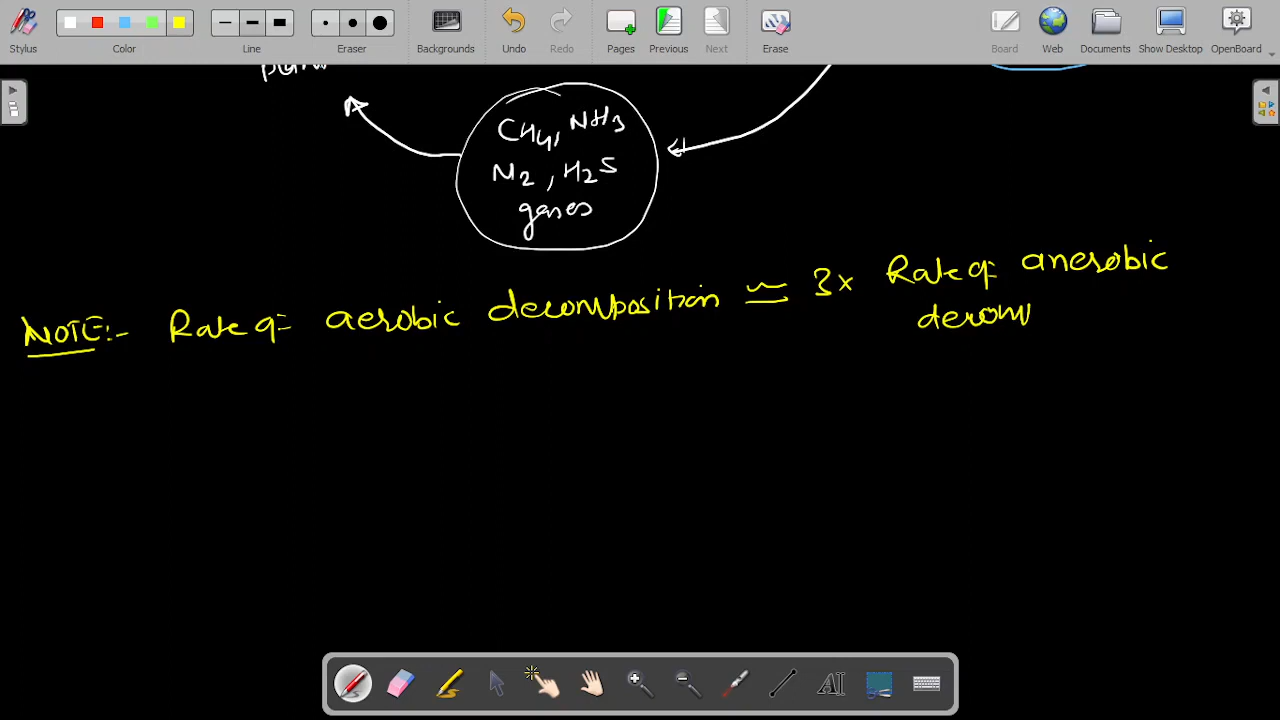 Stylus
Color
Line
Eraser
Backgrounds
Undo
Redo
Pages
Previous
Next
Erase
Board
Web
Documents
Show Desktop
OpenBoard
CH4, NH3
N2, H2S
gases
NOTE:- Rate of aerobic decomposition ≃ 3x Rate of anerobic
decom